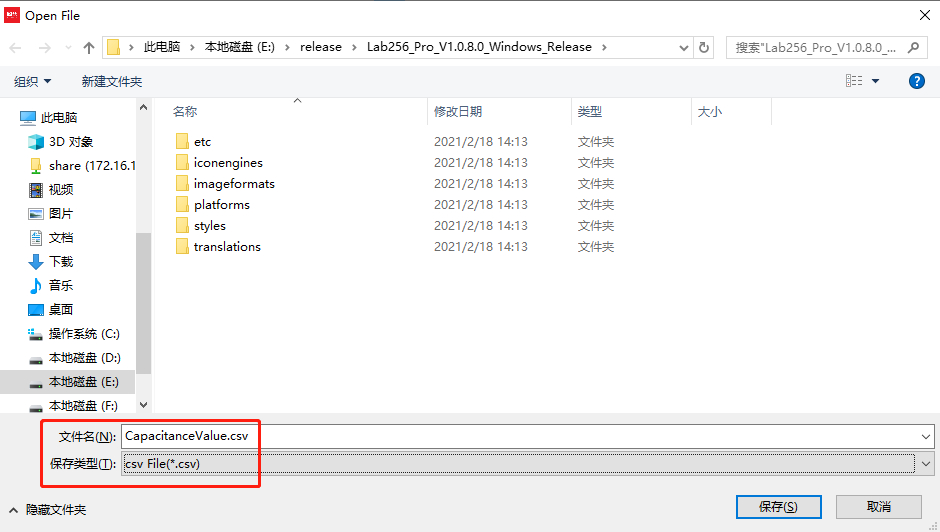 Open File
此电脑 > 本地磁盘 (E:) > release > Lab256_Pro_V1.0.8.0_Windows_Release >
搜索"Lab256_Pro_V1.0.8.0_...
组织 新建文件夹
名称 修改日期 类型 大小
etc 2021/2/18 14:13 文件夹
iconengines 2021/2/18 14:13 文件夹
imageformats 2021/2/18 14:13 文件夹
platforms 2021/2/18 14:13 文件夹
styles 2021/2/18 14:13 文件夹
translations 2021/2/18 14:13 文件夹
此电脑
3D 对象
share (172.16.1
视频
图片
文档
下载
音乐
桌面
操作系统 (C:)
本地磁盘 (D:)
本地磁盘 (E:)
本地磁盘 (F:)
文件名(N): CapacitanceValue.csv
保存类型(T): csv File(*.csv)
隐藏文件夹
保存(S) 取消